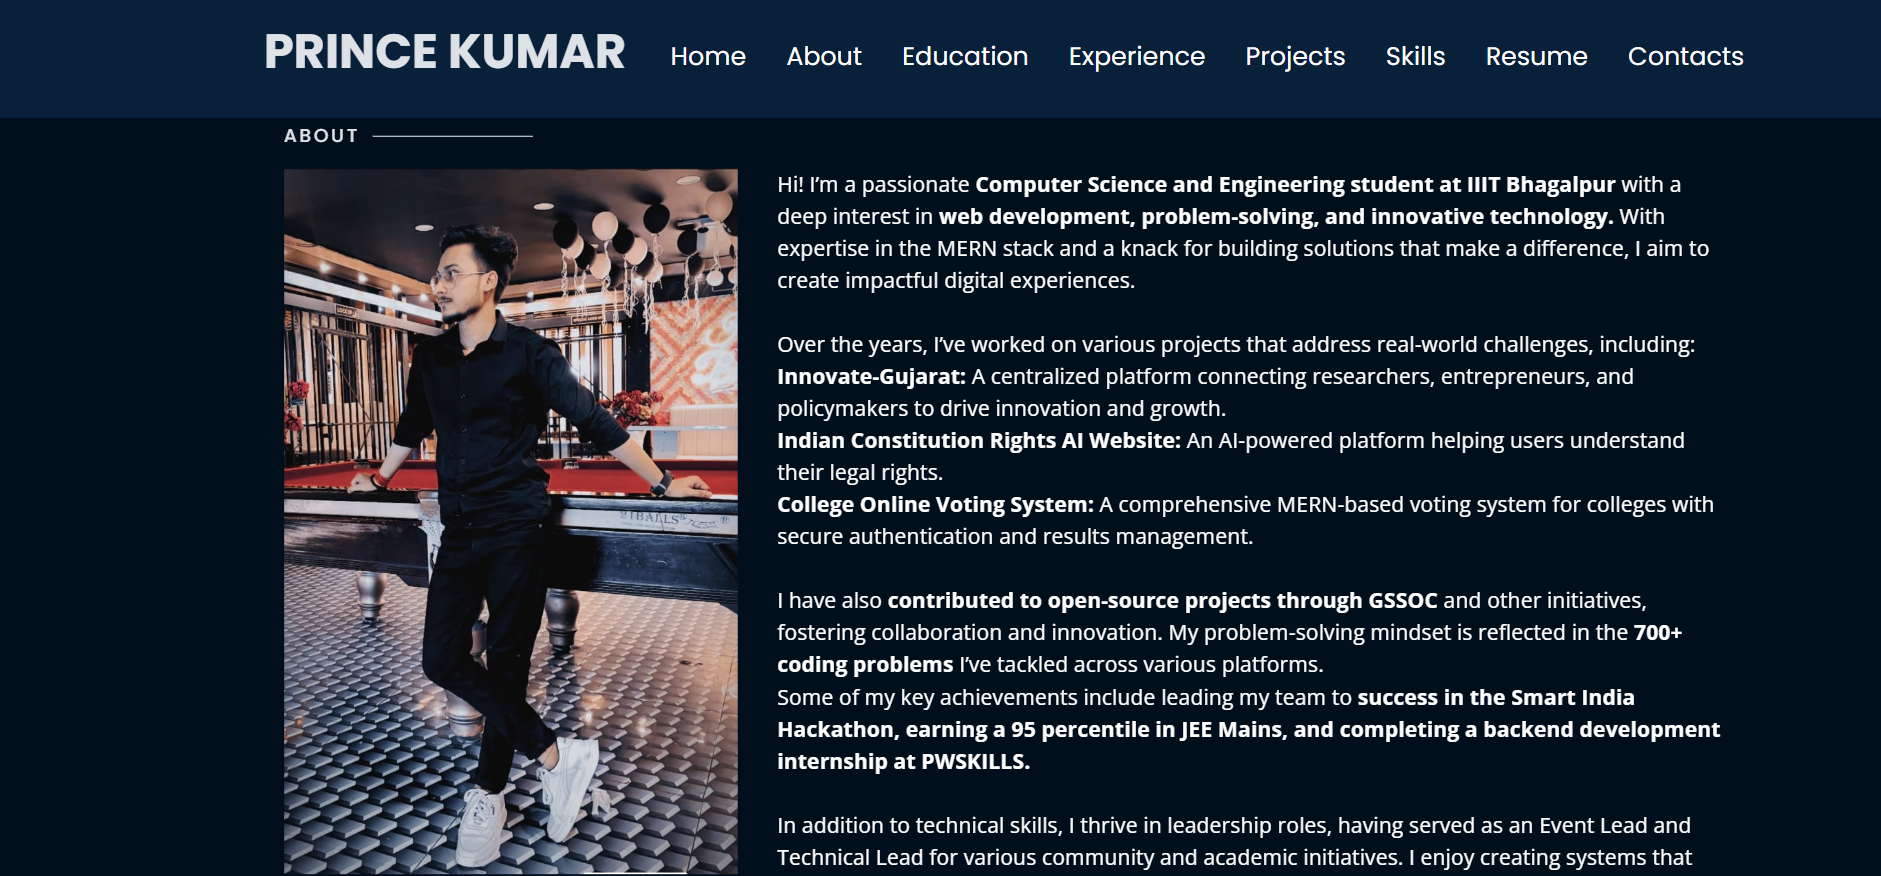 PRINCE KUMAR Home About Education Experience Projects Skills Resume Contacts
ABOUT
Hi! I’m a passionate Computer Science and Engineering student at IIIT Bhagalpur with a
deep interest in web development, problem-solving, and innovative technology. With
expertise in the MERN stack and a knack for building solutions that make a difference, I aim to
create impactful digital experiences.
Over the years, I’ve worked on various projects that address real-world challenges, including:
Innovate-Gujarat: A centralized platform connecting researchers, entrepreneurs, and
policymakers to drive innovation and growth.
Indian Constitution Rights AI Website: An AI-powered platform helping users understand
their legal rights.
College Online Voting System: A comprehensive MERN-based voting system for colleges with
secure authentication and results management.
I have also contributed to open-source projects through GSSOC and other initiatives,
fostering collaboration and innovation. My problem-solving mindset is reflected in the 700+
coding problems I’ve tackled across various platforms.
Some of my key achievements include leading my team to success in the Smart India
Hackathon, earning a 95 percentile in JEE Mains, and completing a backend development
internship at PWSKILLS.
In addition to technical skills, I thrive in leadership roles, having served as an Event Lead and
Technical Lead for various community and academic initiatives. I enjoy creating systems that